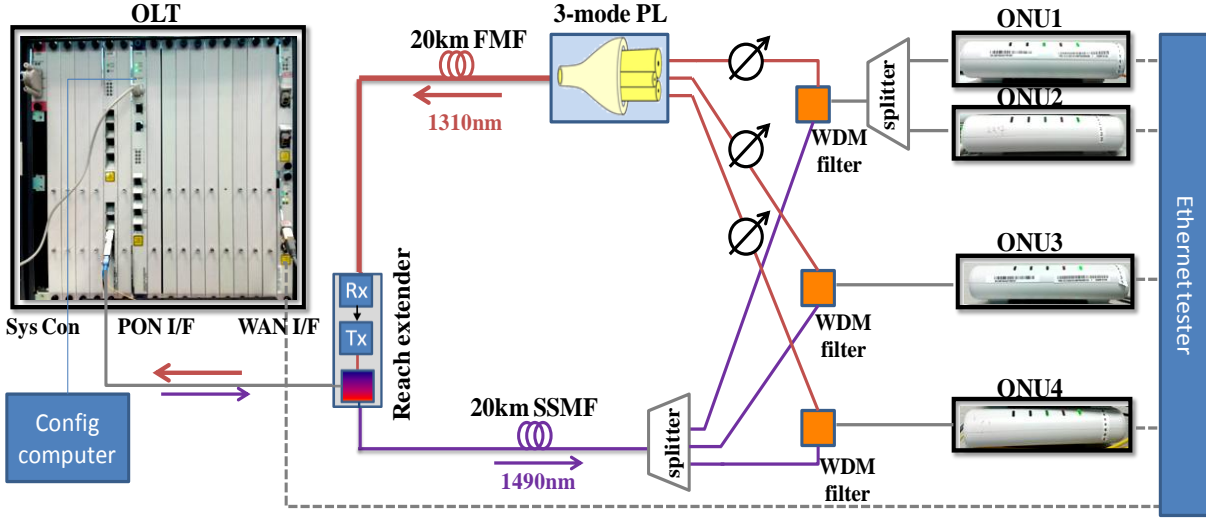 OLT
3-mode PL
ONU1
20km FMF
1310nm
splitter
ONU2
WDM
filter
ONU3
Rx
Tx
Reach extender
WDM
filter
Sys Con
PON I/F
WAN I/F
Ethernet tester
ONU4
Config
computer
20km SSMF
1490nm
splitter
WDM
filter